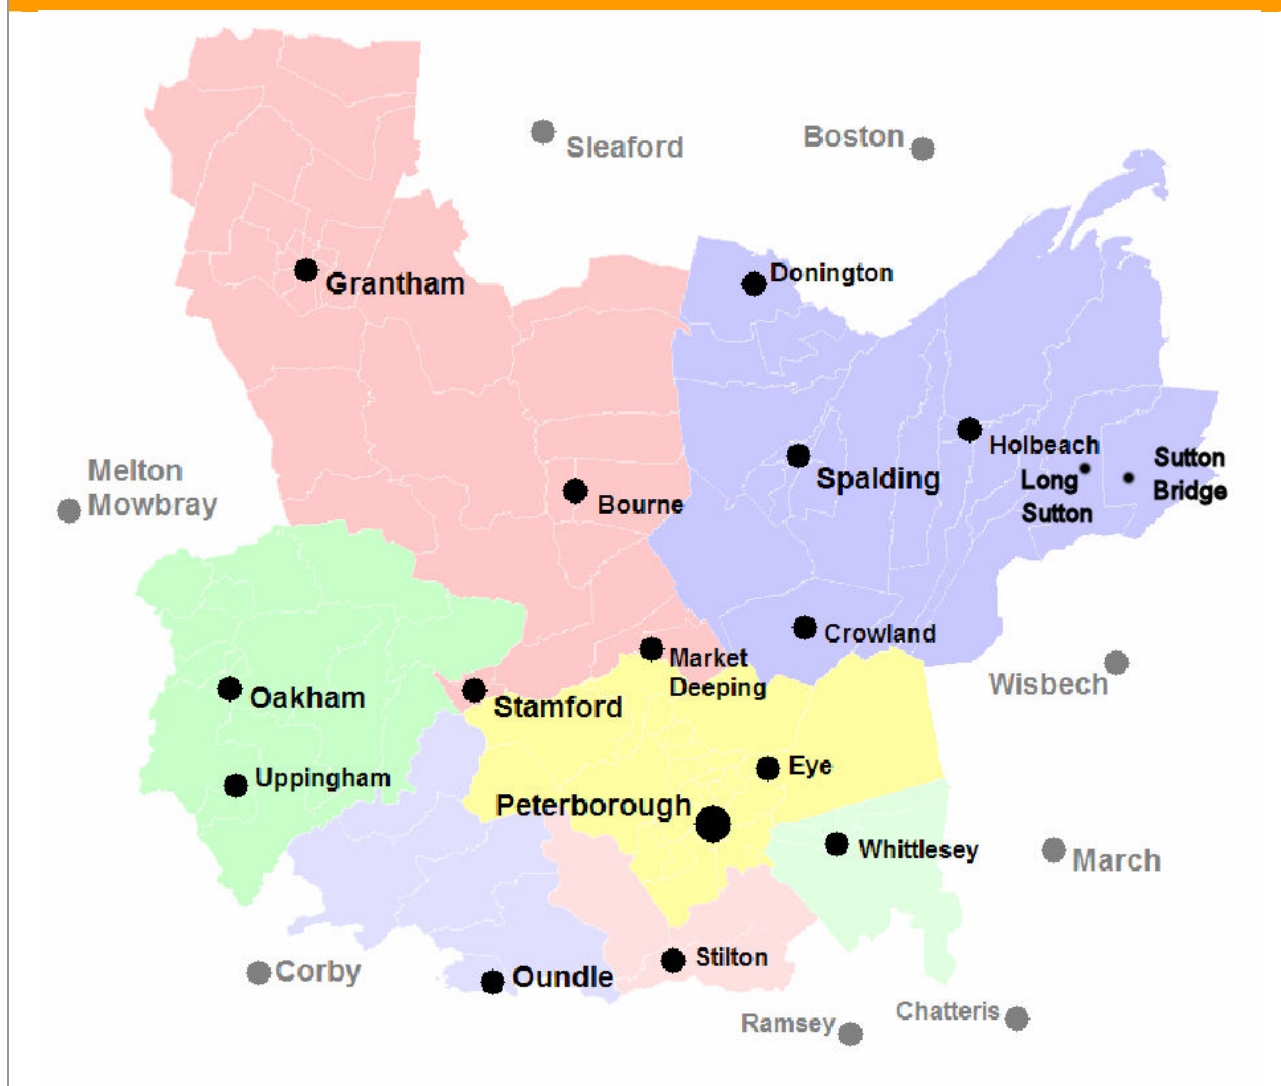 Boston
Sleaford
Donington
Grantham
Holbeach
Melton
Mowbray
Sutton
Bridge
Spalding
Long
Sutton
Bourne
Crowland
Market
Deeping
Wisbech
Oakham
Stamford
Eye
Uppingham
Peterborough
Whittlesey
March
Stilton
Corby
Oundle
Chatteris
Ramsey